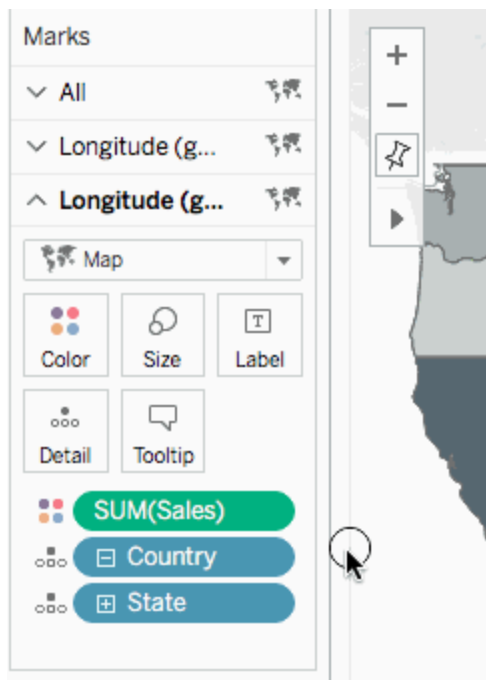 Marks
All
Longitude (g...
Longitude (g...
Map
Color Size Label
Detail Tooltip
SUM(Sales)
Country
State